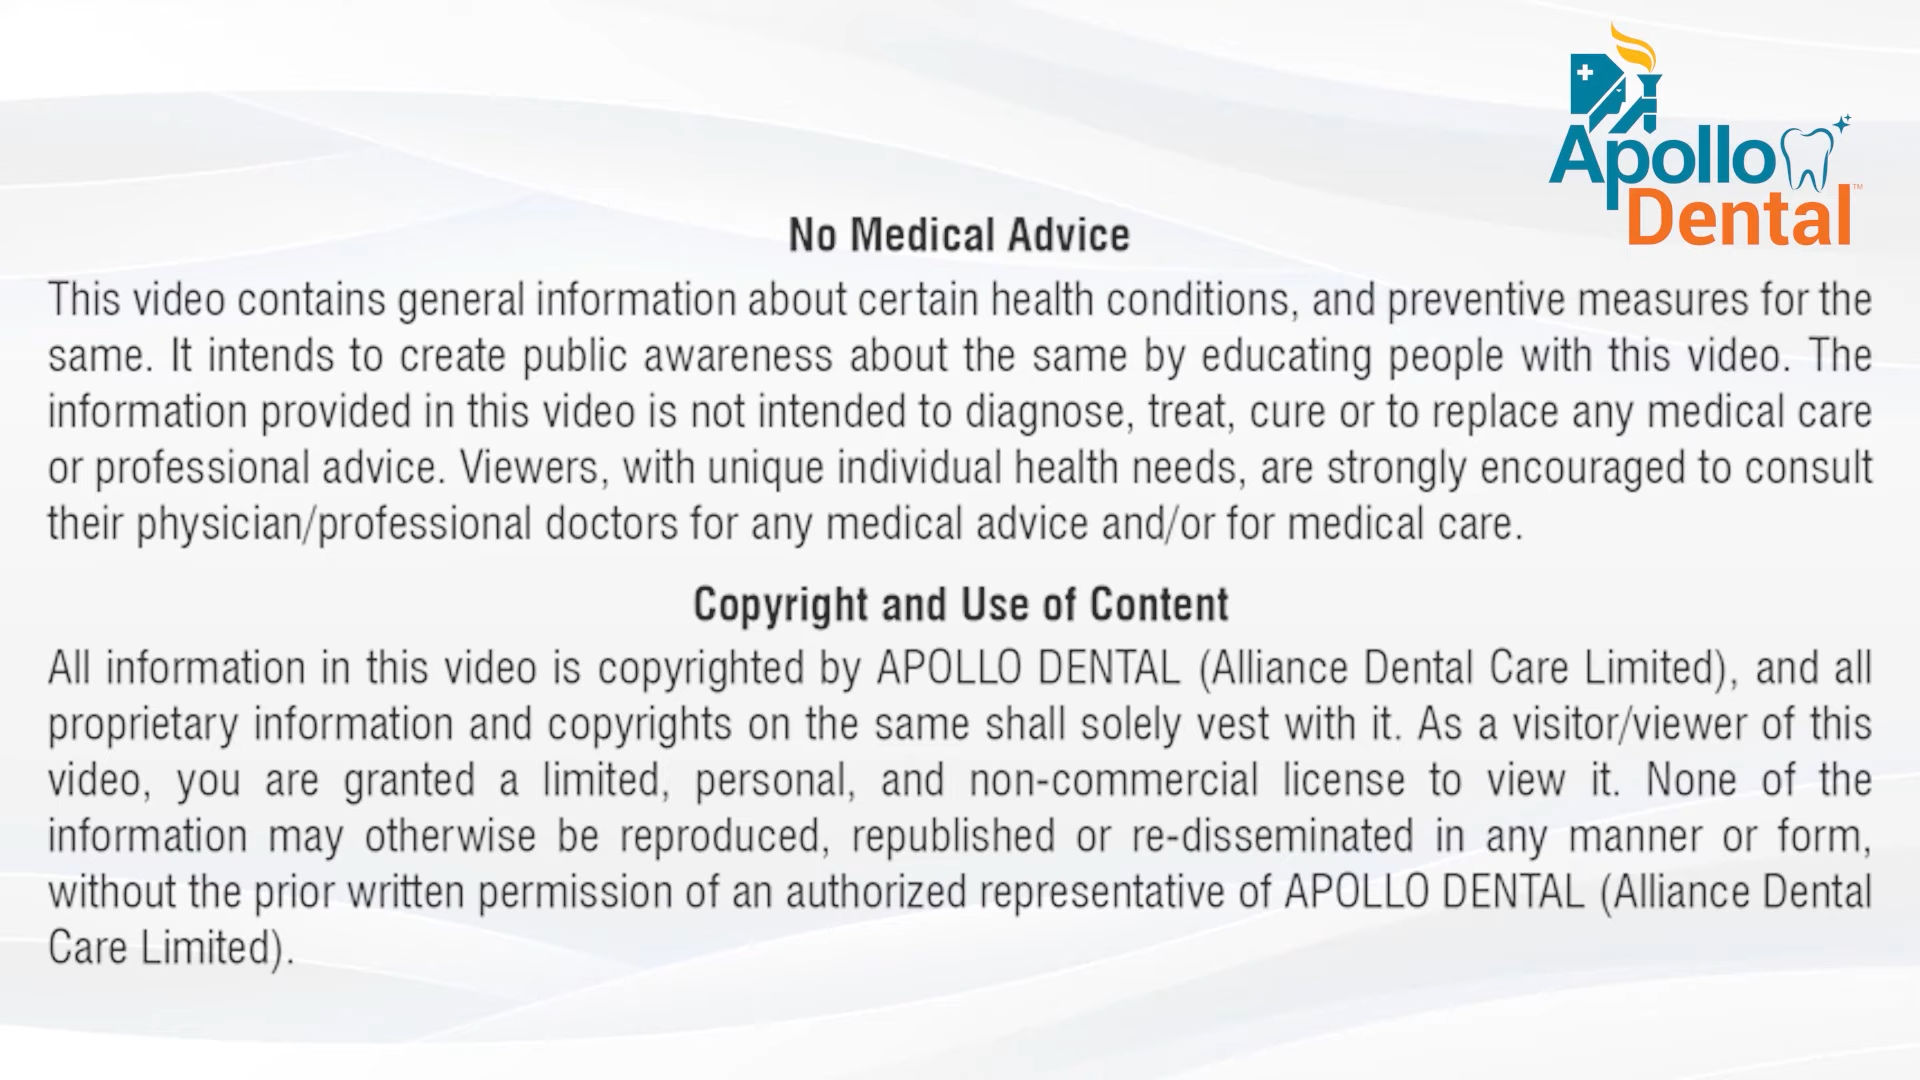 Apollo
Dental™
No Medical Advice
This video contains general information about certain health conditions, and preventive measures for the
same. It intends to create public awareness about the same by educating people with this video. The
information provided in this video is not intended to diagnose, treat, cure or to replace any medical care
or professional advice. Viewers, with unique individual health needs, are strongly encouraged to consult
their physician/professional doctors for any medical advice and/or for medical care.
Copyright and Use of Content
All information in this video is copyrighted by APOLLO DENTAL (Alliance Dental Care Limited), and all
proprietary information and copyrights on the same shall solely vest with it. As a visitor/viewer of this
video, you are granted a limited, personal, and non-commercial license to view it. None of the
information may otherwise be reproduced, republished or re-disseminated in any manner or form,
without the prior written permission of an authorized representative of APOLLO DENTAL (Alliance Dental
Care Limited).